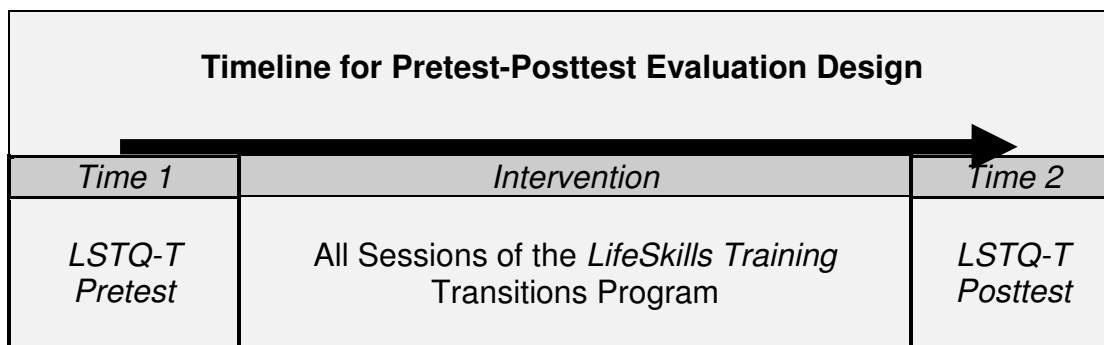 Timeline for Pretest-Posttest Evaluation Design
Time 1
Intervention
Time 2
LSTQ-T
Pretest
All Sessions of the LifeSkills Training
Transitions Program
LSTQ-T
Posttest